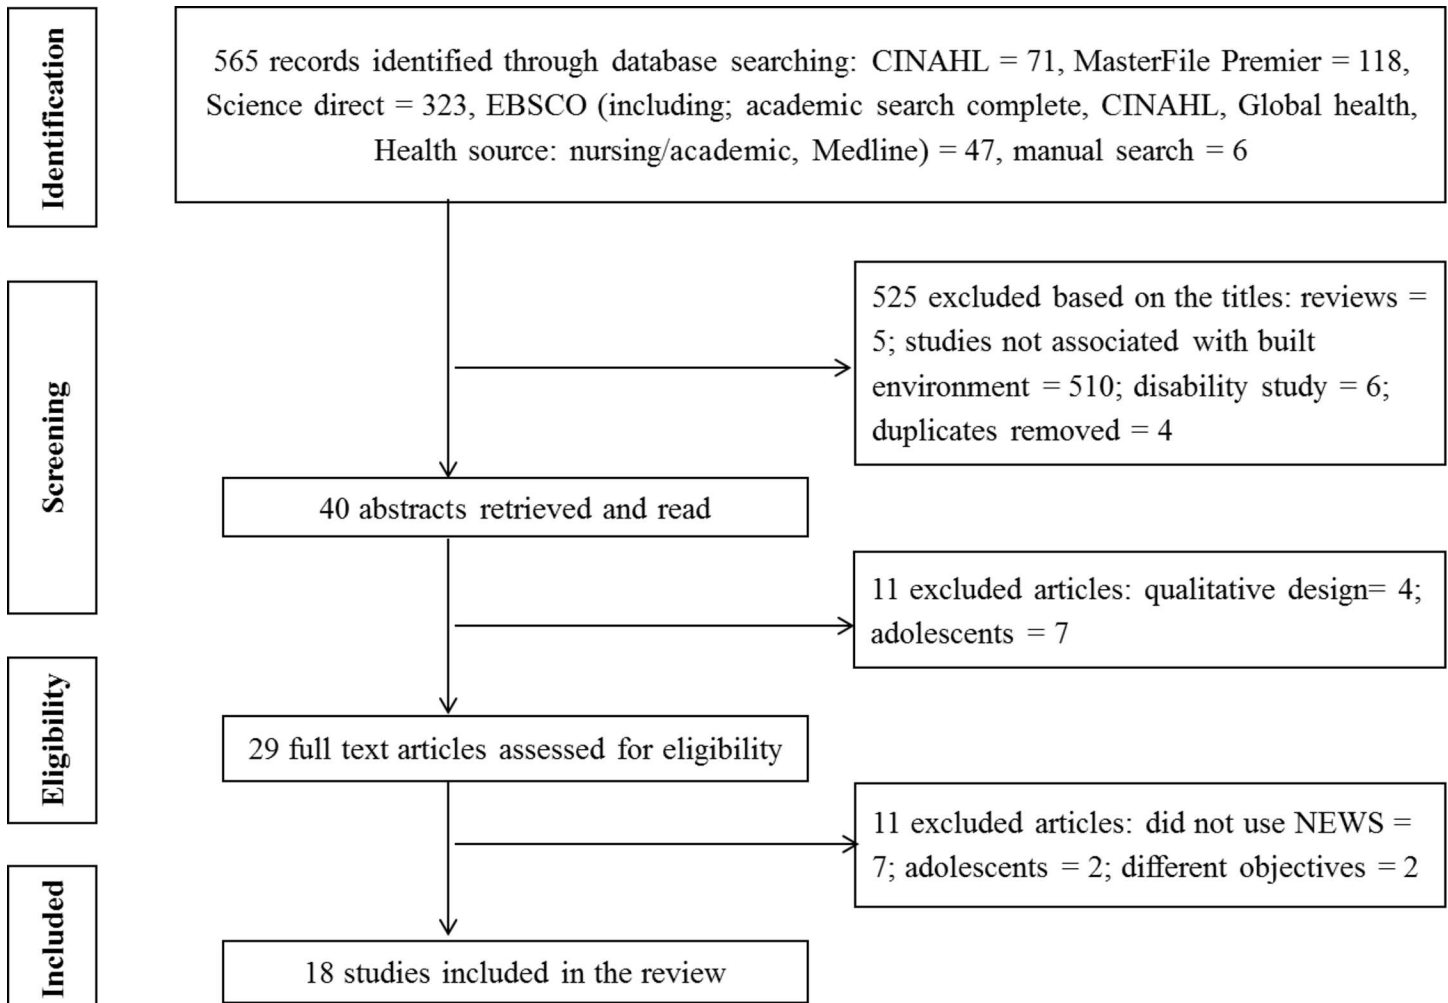 Identification
565 records identified through database searching: CINAHL = 71, MasterFile Premier = 118,
Science direct = 323, EBSCO (including; academic search complete, CINAHL, Global health,
Health source: nursing/academic, Medline) = 47, manual search = 6
Screening
525 excluded based on the titles: reviews =
5; studies not associated with built
environment = 510; disability study = 6;
duplicates removed = 4
40 abstracts retrieved and read
11 excluded articles: qualitative design= 4;
adolescents = 7
Eligibility
29 full text articles assessed for eligibility
11 excluded articles: did not use NEWS =
7; adolescents = 2; different objectives = 2
Included
18 studies included in the review